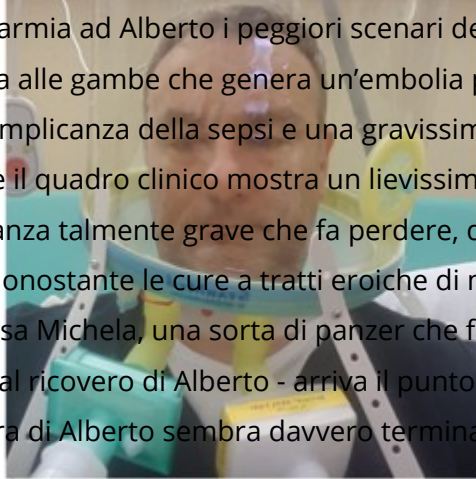 armia ad Alberto i peggiori scenari de
a alle gambe che genera un'embolia p
mplicanza della sepsi e una gravissim
e il quadro clinico mostra un lievissim
anza talmente grave che fa perdere, d
onostante le cure a tratti eroiche di m
sa Michela, una sorta di panzer che f
al ricovero di Alberto - arriva il punto
ra di Alberto sembra davvero termina